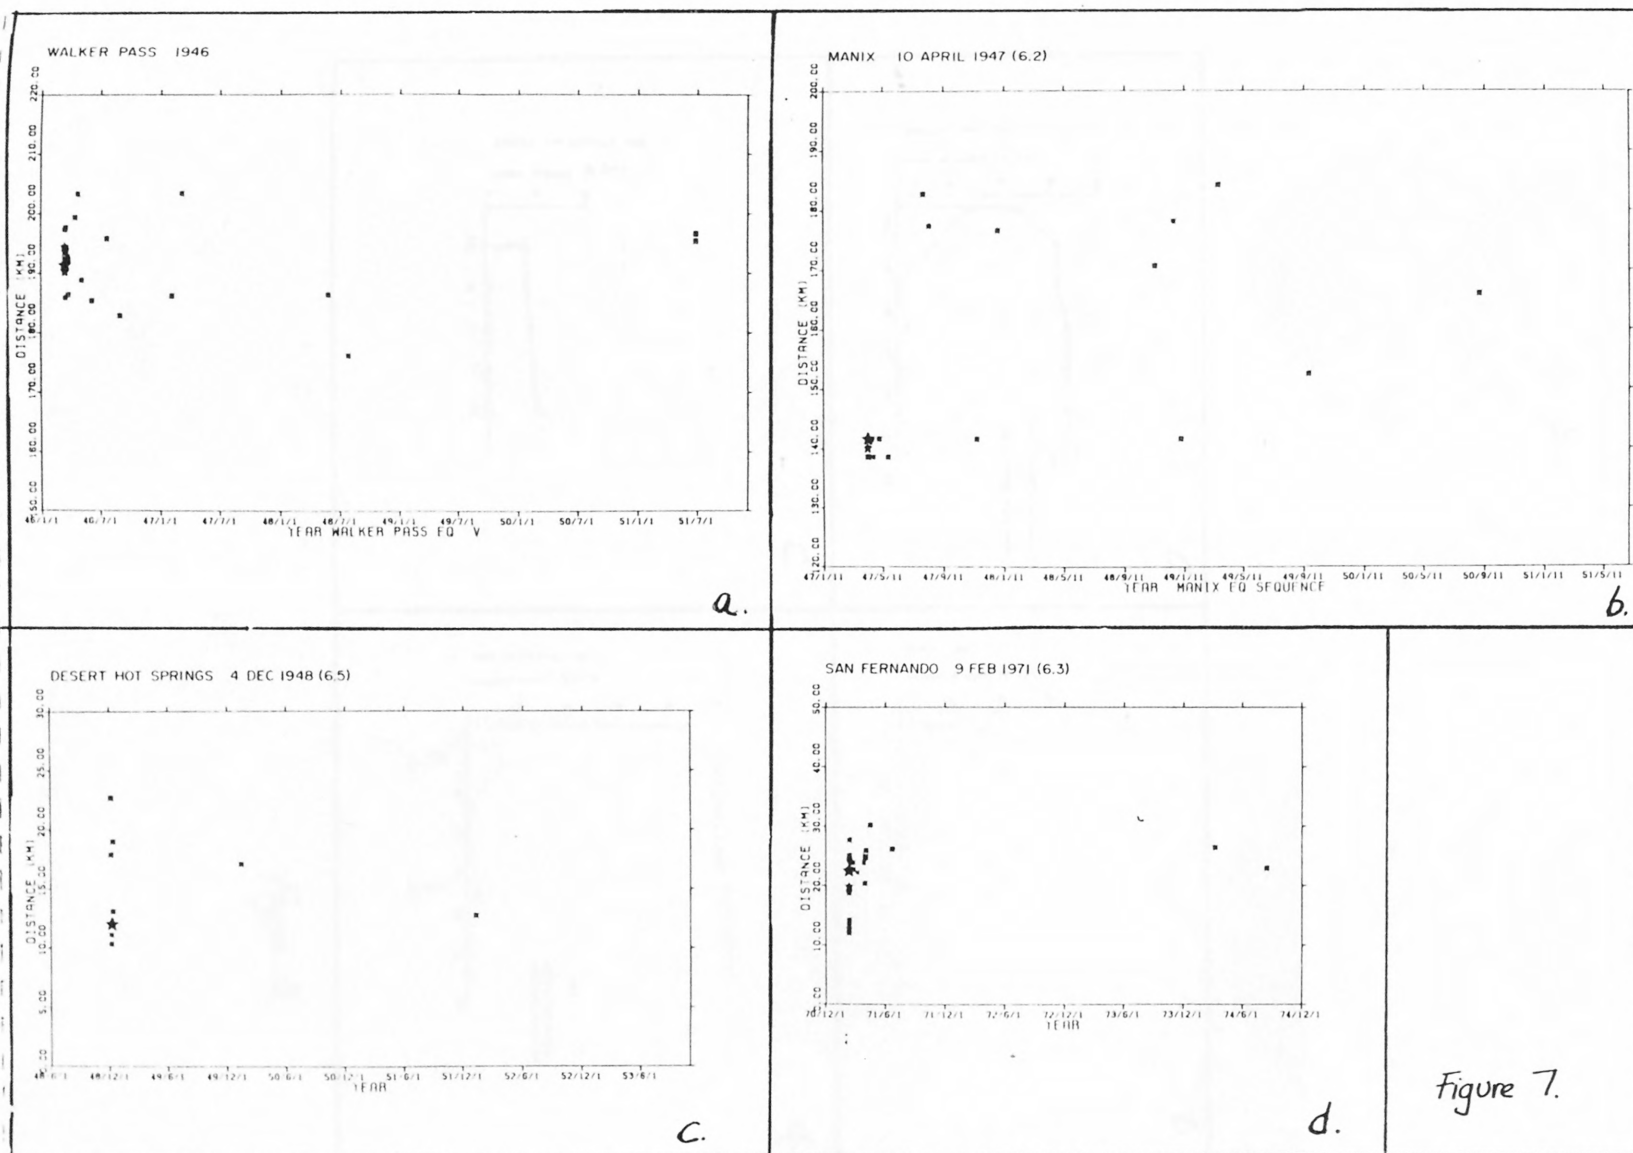 WALKER PASS 1946
220.00
210.00
200.00
190.00
180.00
170.00
160.00
150.00
DISTANCE (KM)
46/1/1 46/7/1 47/1/1 47/7/1 48/1/1 48/7/1 49/1/1 49/7/1 50/1/1 50/7/1 51/1/1 51/7/1
YEAR WALKER PASS EQ V
a.
MANIX 10 APRIL 1947 (6.2)
200.00
190.00
180.00
170.00
160.00
150.00
140.00
130.00
120.00
DISTANCE (KM)
47/1/11 47/5/11 47/9/11 48/1/11 48/5/11 48/9/11 49/1/11 49/5/11 49/9/11 50/1/11 50/5/11 50/9/11 51/1/11 51/5/11
YEAR MANIX EQ SEQUENCE
b.
DESERT HOT SPRINGS 4 DEC 1948 (6.5)
30.00
25.00
20.00
15.00
10.00
5.00
DISTANCE (KM)
48/6/1 48/12/1 49/6/1 49/12/1 50/6/1 50/12/1 51/6/1 51/12/1 52/6/1 52/12/1 53/6/1
YEAR
c.
SAN FERNANDO 9 FEB 1971 (6.3)
50.00
40.00
30.00
20.00
10.00
DISTANCE (KM)
70/12/1 71/6/1 71/12/1 72/6/1 72/12/1 73/6/1 73/12/1 74/6/1 74/12/1
YEAR
d.
Figure 7.